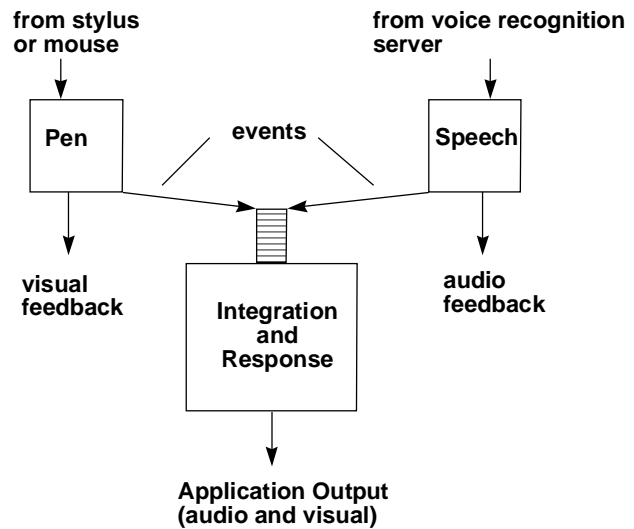 from stylus
or mouse
from voice recognition
server
Pen
events
Speech
visual
feedback
audio
feedback
Integration
and
Response
Application Output
(audio and visual)